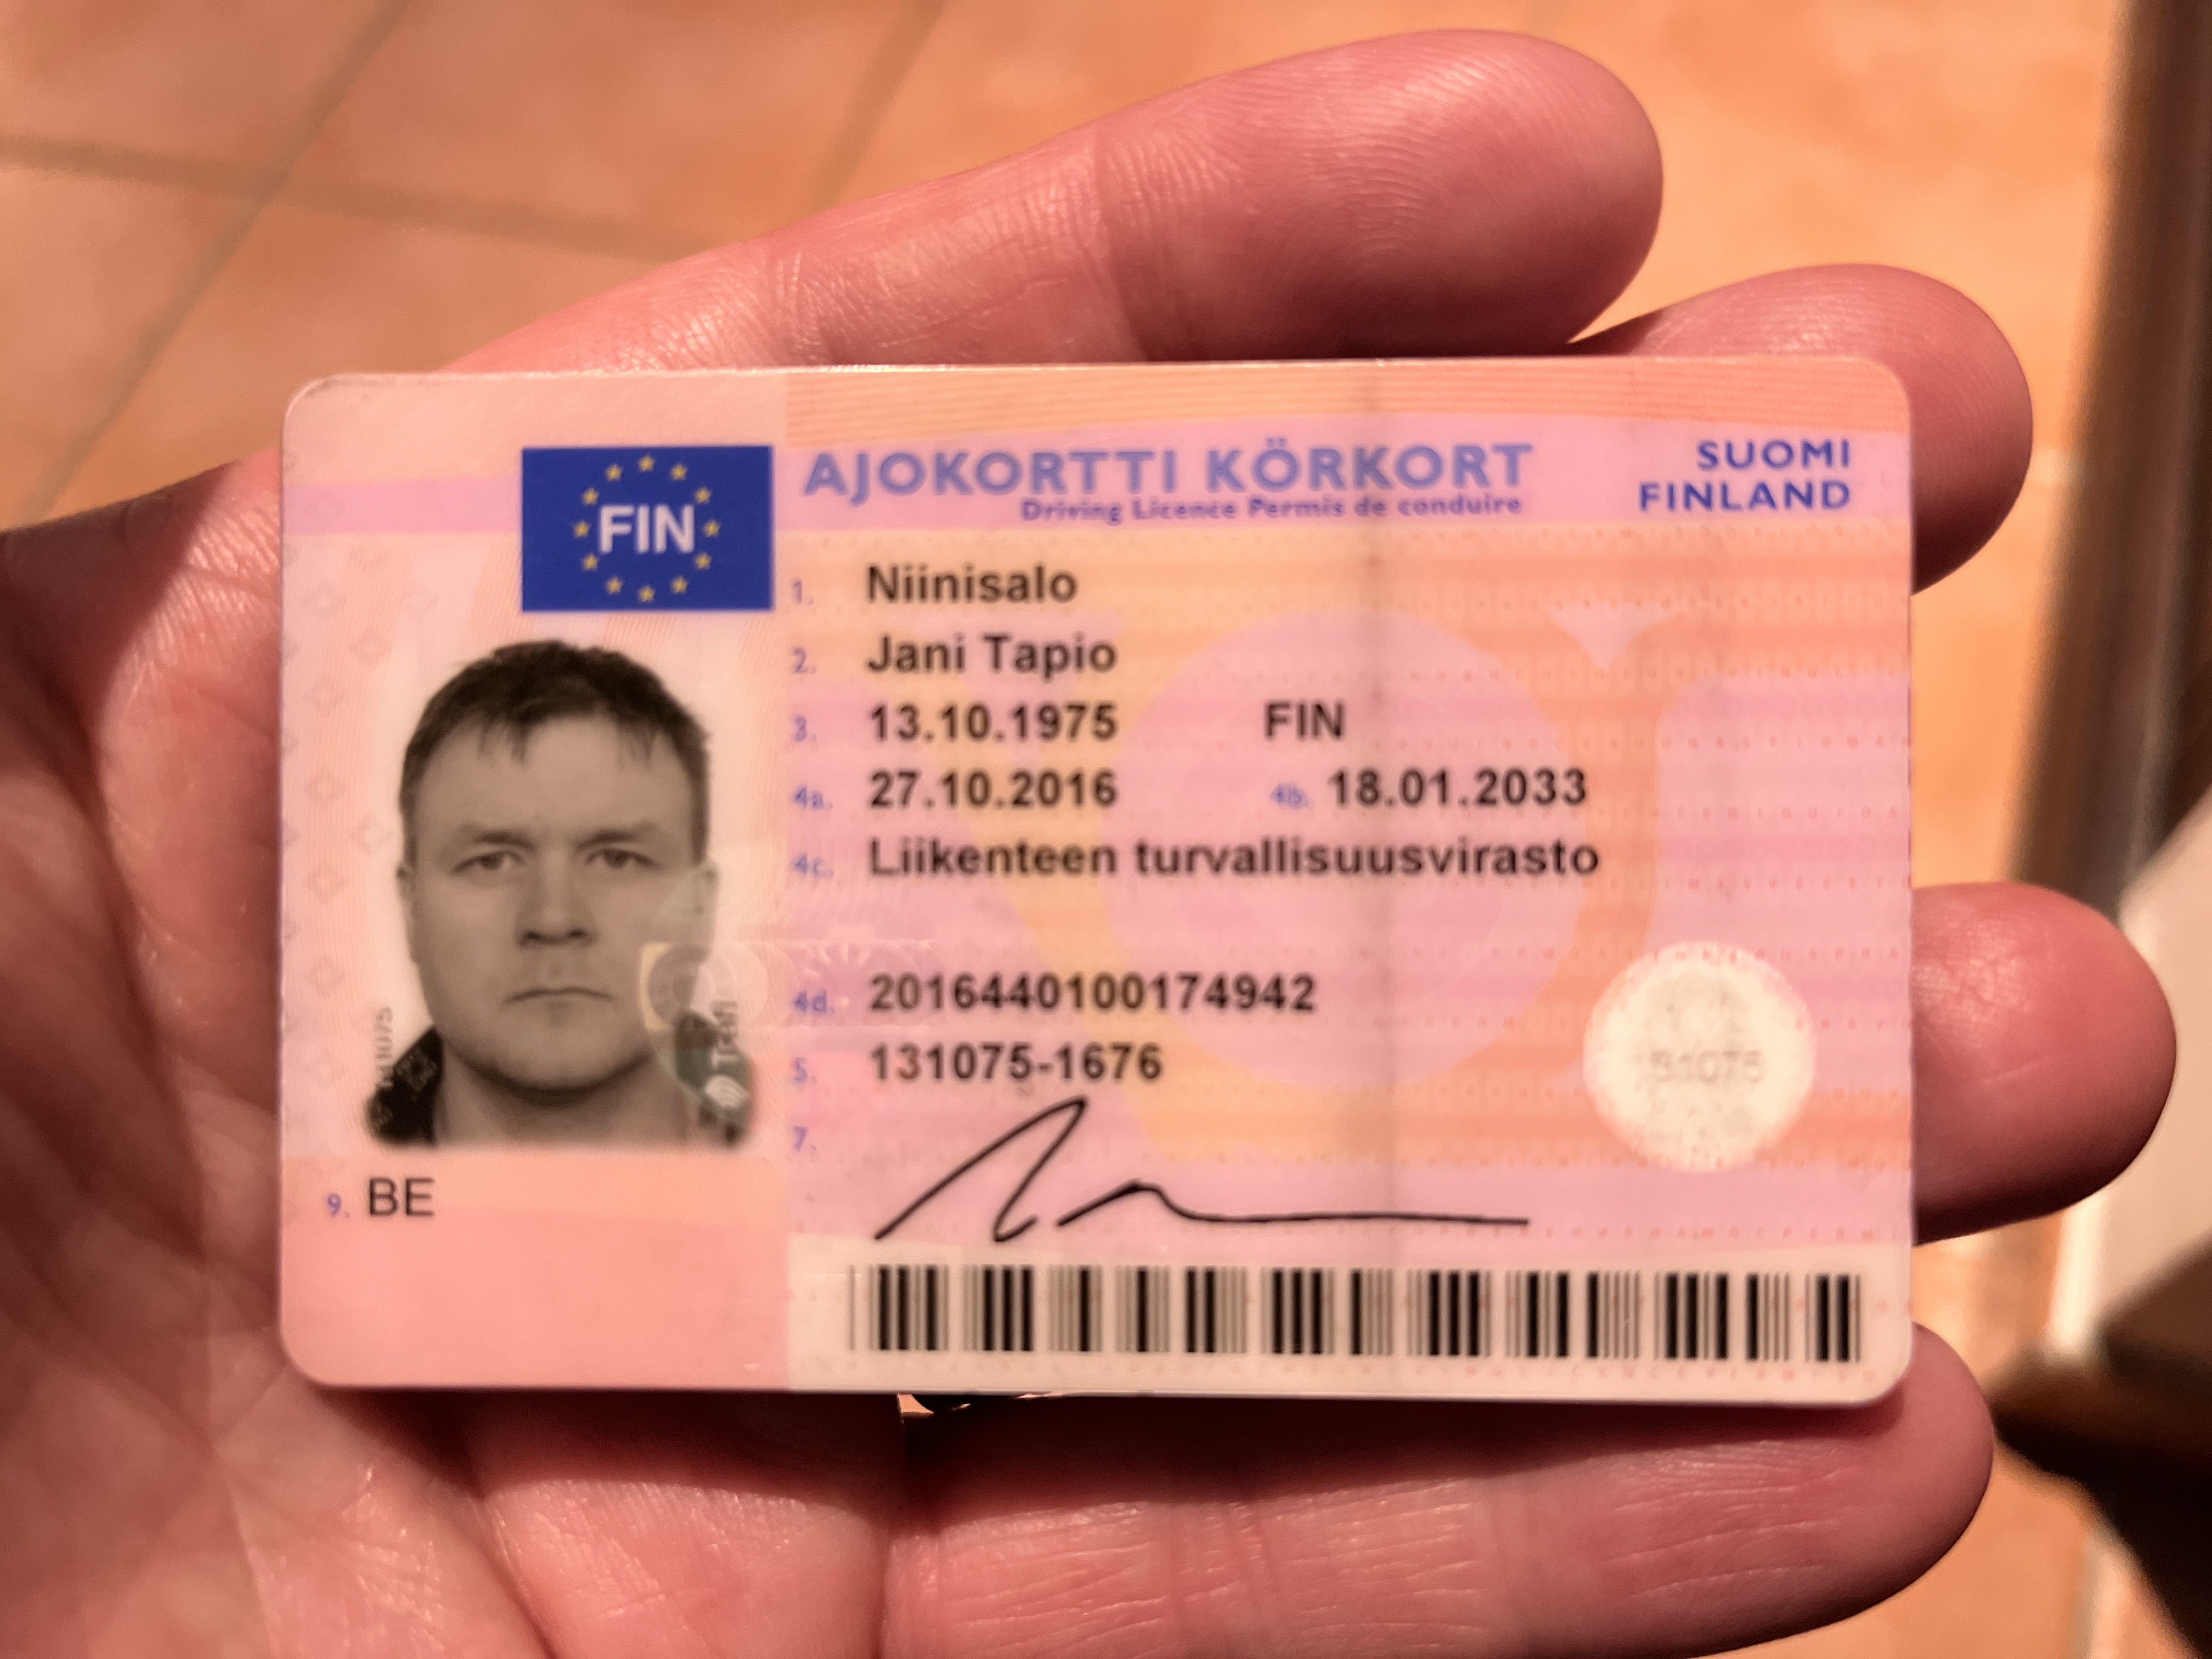 AJOKORTTI KÖRKORT
Driving Licence Permis de conduire
SUOMI
FINLAND
FIN
1. Niinisalo
2. Jani Tapio
3. 13.10.1975 FIN
4a. 27.10.2016 4b. 18.01.2033
4c. Liikenteen turvallisuusvirasto
4d. 2016440100174942
5. 131075-1676
7.
9. BE
Trafi
131075